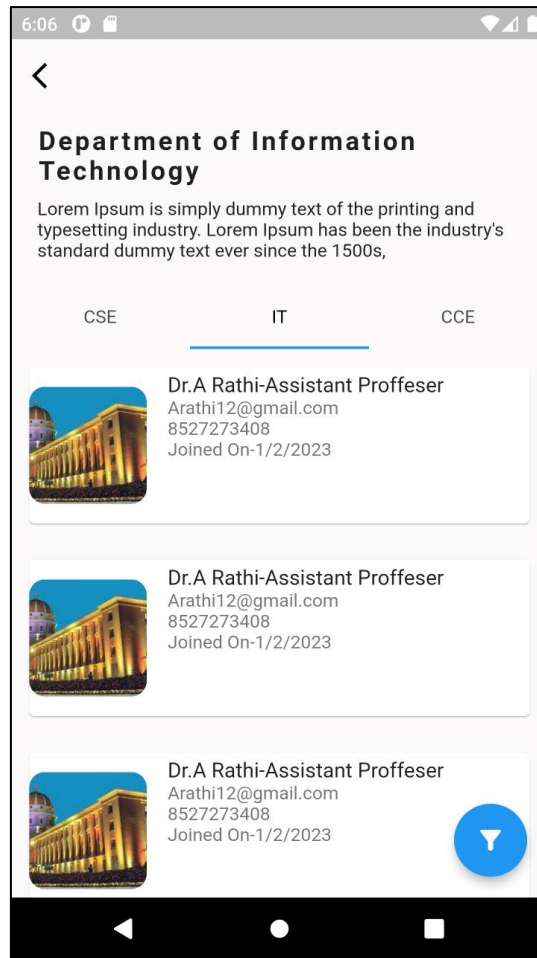 6:06
Department of Information
Technology
Lorem Ipsum is simply dummy text of the printing and
typesetting industry. Lorem Ipsum has been the industry's
standard dummy text ever since the 1500s,
CSE IT CCE
Dr.A Rathi-Assistant Proffeser
Arathi12@gmail.com
8527273408
Joined On-1/2/2023
Dr.A Rathi-Assistant Proffeser
Arathi12@gmail.com
8527273408
Joined On-1/2/2023
Dr.A Rathi-Assistant Proffeser
Arathi12@gmail.com
8527273408
Joined On-1/2/2023